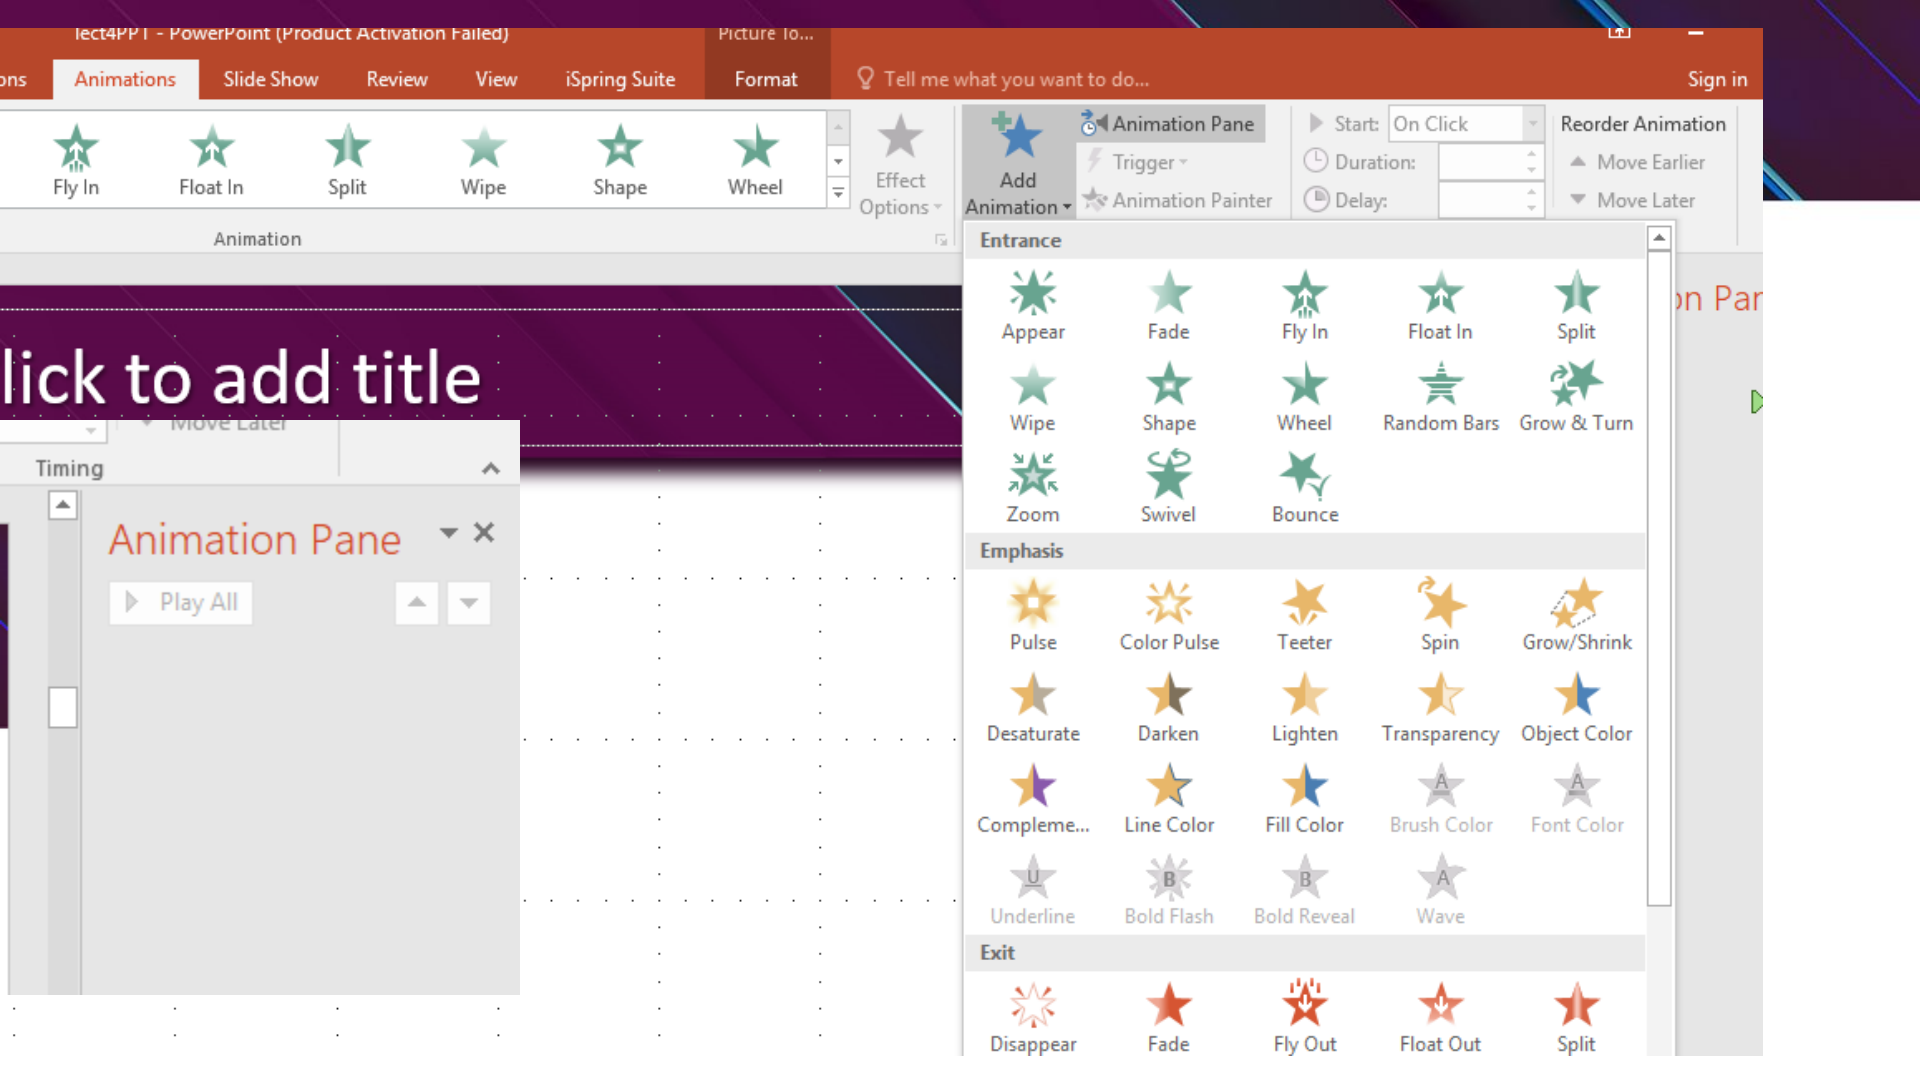 lect4PPT - PowerPoint (Product Activation Failed)
Picture To...
ons Animations Slide Show Review View iSpring Suite Format Tell me what you want to do... Sign in
Fly In Float In Split Wipe Shape Wheel
Effect Options
Add Animation
Animation Pane
Trigger
Animation Painter
Start: On Click
Duration:
Delay:
Reorder Animation
Move Earlier
Move Later
Animation
Entrance
Appear Fade Fly In Float In Split
Wipe Shape Wheel Random Bars Grow & Turn
Zoom Swivel Bounce
Emphasis
Pulse Color Pulse Teeter Spin Grow/Shrink
Desaturate Darken Lighten Transparency Object Color
Compleme... Line Color Fill Color Brush Color Font Color
Underline Bold Flash Bold Reveal Wave
Exit
Disappear Fade Fly Out Float Out Split
on Par
lick to add title
Move Later
Timing
Animation Pane
Play All